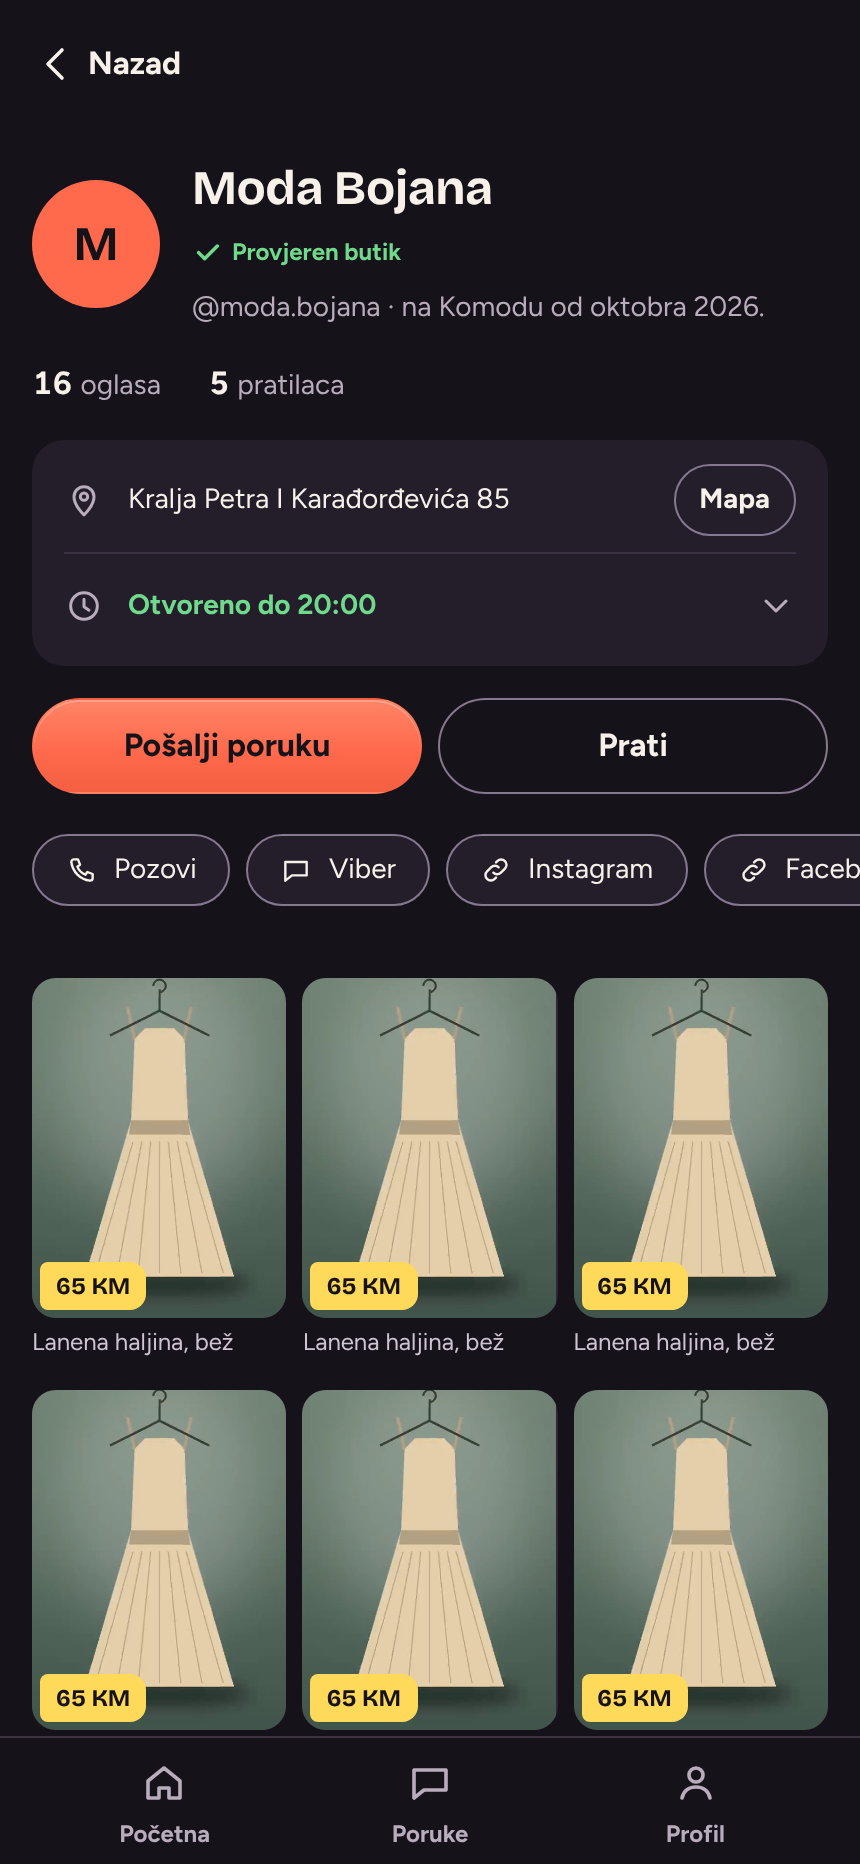 Nazad
Moda Bojana
M
Provjeren butik
@moda.bojana · na Komodu od oktobra 2026.
16 oglasa 5 pratilaca
Kralja Petra I Karađorđevića 85 Mapa
Otvoreno do 20:00
Pošalji poruku Prati
Pozovi Viber Instagram Faceb
65 KM 65 KM 65 KM
Lanena haljina, bež Lanena haljina, bež Lanena haljina, bež
65 KM 65 KM 65 KM
Početna Poruke Profil